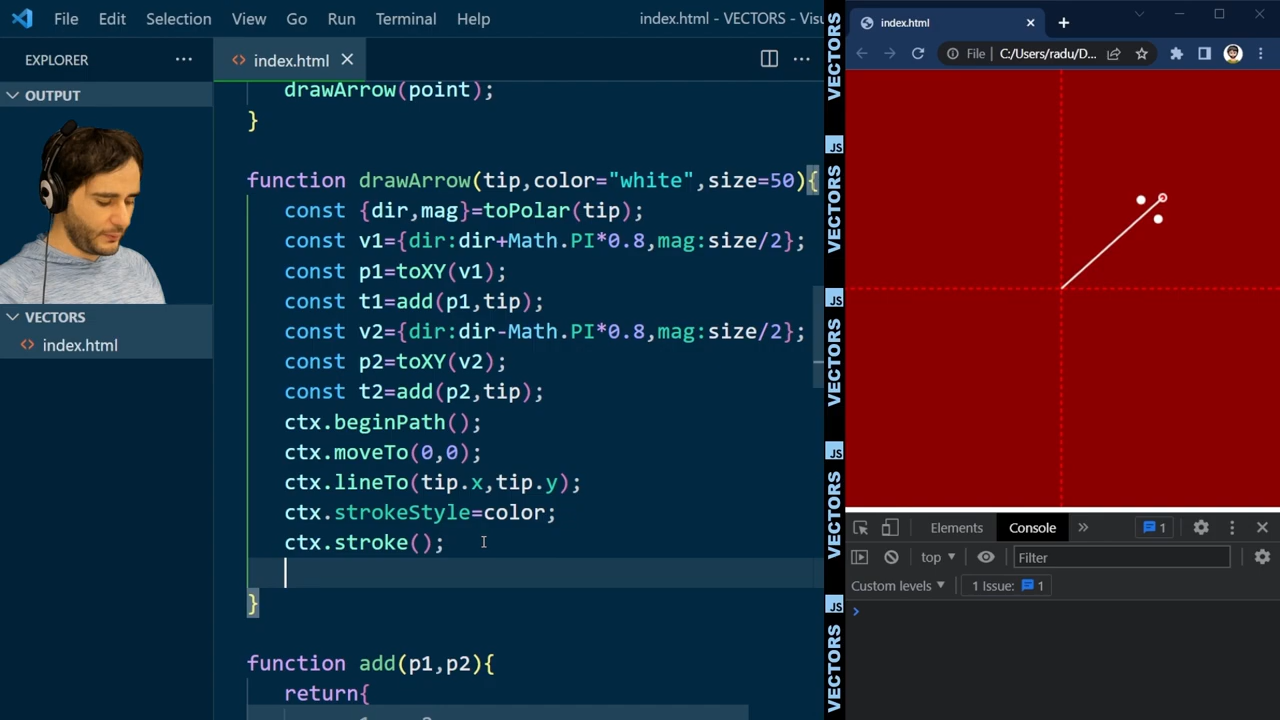 File Edit Selection View Go Run Terminal Help
index.html - VECTORS - Visu
EXPLORER
index.html
OUTPUT
drawArrow(point);
}
function drawArrow(tip,color="white",size=50){
const {dir,mag}=toPolar(tip);
const v1={dir:dir+Math.PI*0.8,mag:size/2};
const p1=toXY(v1);
const t1=add(p1,tip);
const v2={dir:dir-Math.PI*0.8,mag:size/2};
const p2=toXY(v2);
const t2=add(p2,tip);
ctx.beginPath();
ctx.moveTo(0,0);
ctx.lineTo(tip.x,tip.y);
ctx.strokeStyle=color;
ctx.stroke();
}
function add(p1,p2){
return{
VECTORS
index.html
VECTORS
JS
VECTORS
JS
VECTORS
JS
VECTORS
JS
VECTORS
index.html
File C:/Users/radu/D...
Elements Console 1
top Filter
Custom levels 1 Issue: 1